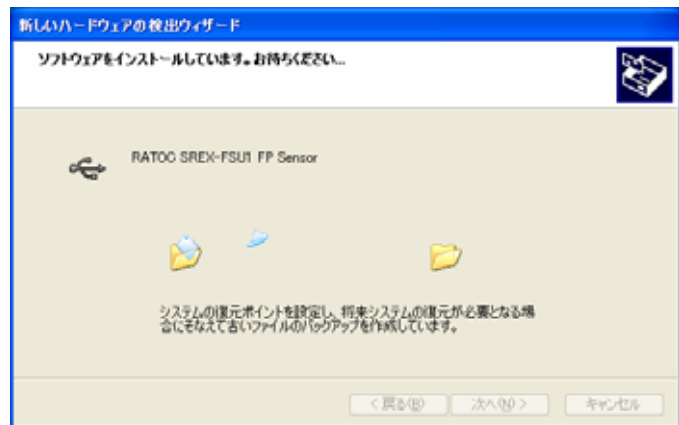 新しいハードウェアの検出ウィザード
ソフトウェアをインストールしています。お待ちください...
RATOC SREX-FSU1 FP Sensor
システムの復元ポイントを設定し、将来システムの復元が必要となる場
合にそなえて古いファイルのバックアップを作成しています。
< 戻る(B) 次へ(N) > キャンセル